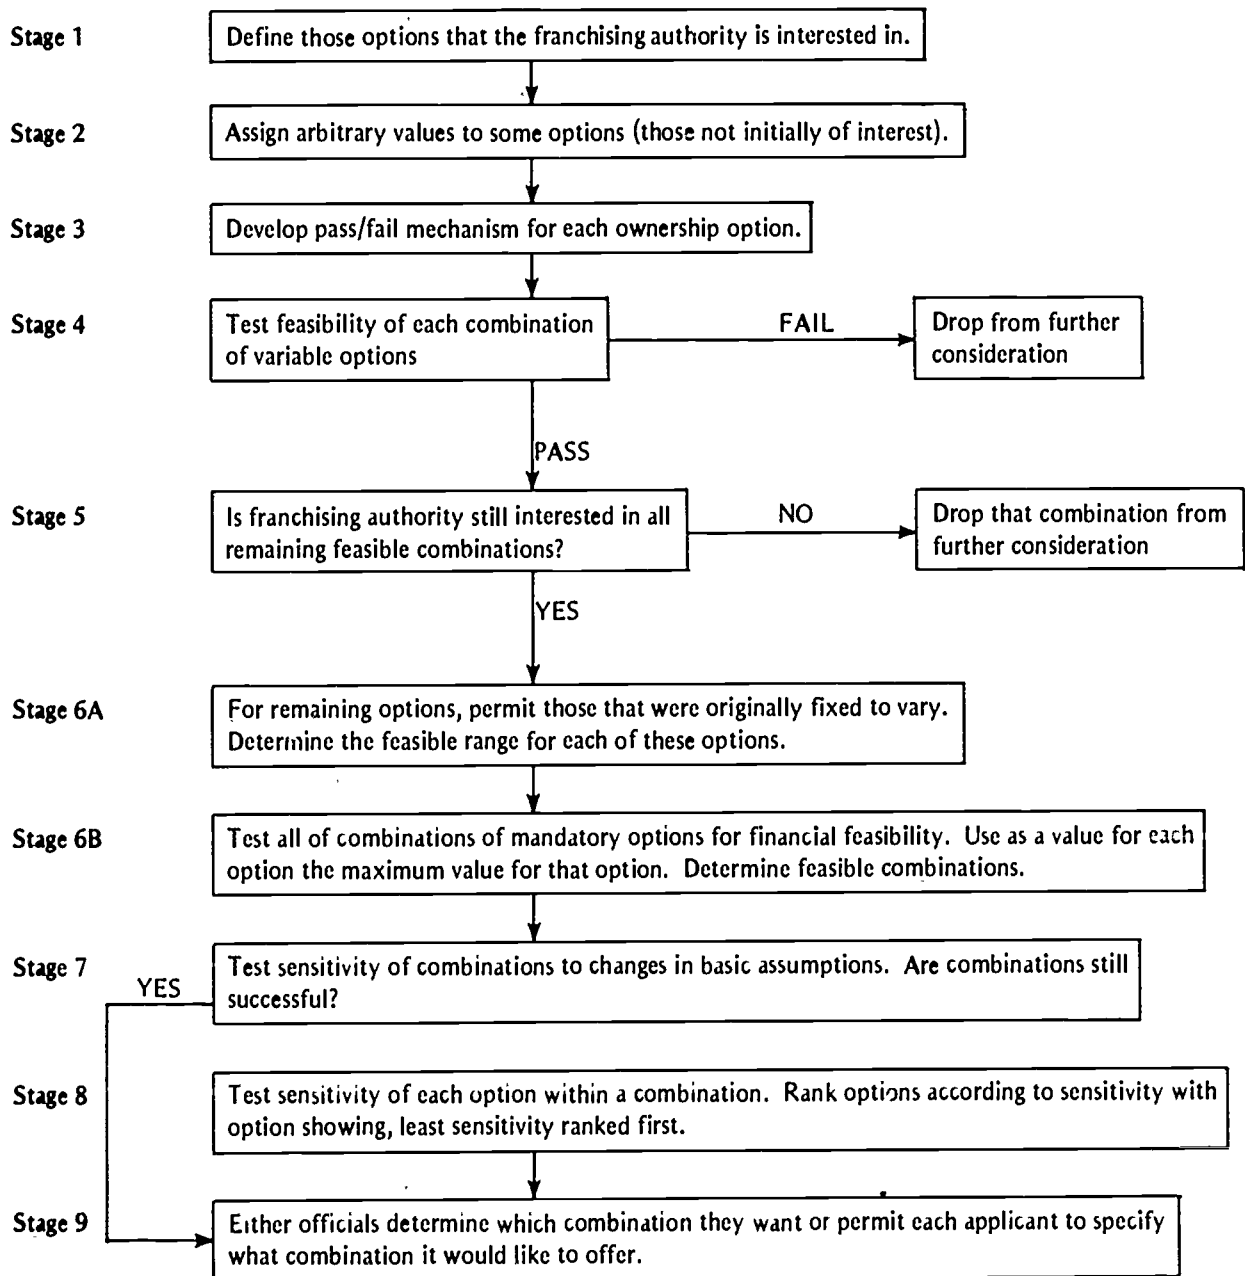 Stage 1
Define those options that the franchising authority is interested in.
Stage 2
Assign arbitrary values to some options (those not initially of interest).
Stage 3
Develop pass/fail mechanism for each ownership option.
Stage 4
Test feasibility of each combination
of variable options
FAIL
Drop from further
consideration
PASS
Stage 5
Is franchising authority still interested in all
remaining feasible combinations?
NO
Drop that combination from
further consideration
YES
Stage 6A
For remaining options, permit those that were originally fixed to vary.
Determine the feasible range for each of these options.
Stage 6B
Test all of combinations of mandatory options for financial feasibility. Use as a value for each
option the maximum value for that option. Determine feasible combinations.
Stage 7
YES
Test sensitivity of combinations to changes in basic assumptions. Are combinations still
successful?
Stage 8
Test sensitivity of each option within a combination. Rank options according to sensitivity with
option showing, least sensitivity ranked first.
Stage 9
Either officials determine which combination they want or permit each applicant to specify
what combination it would like to offer.